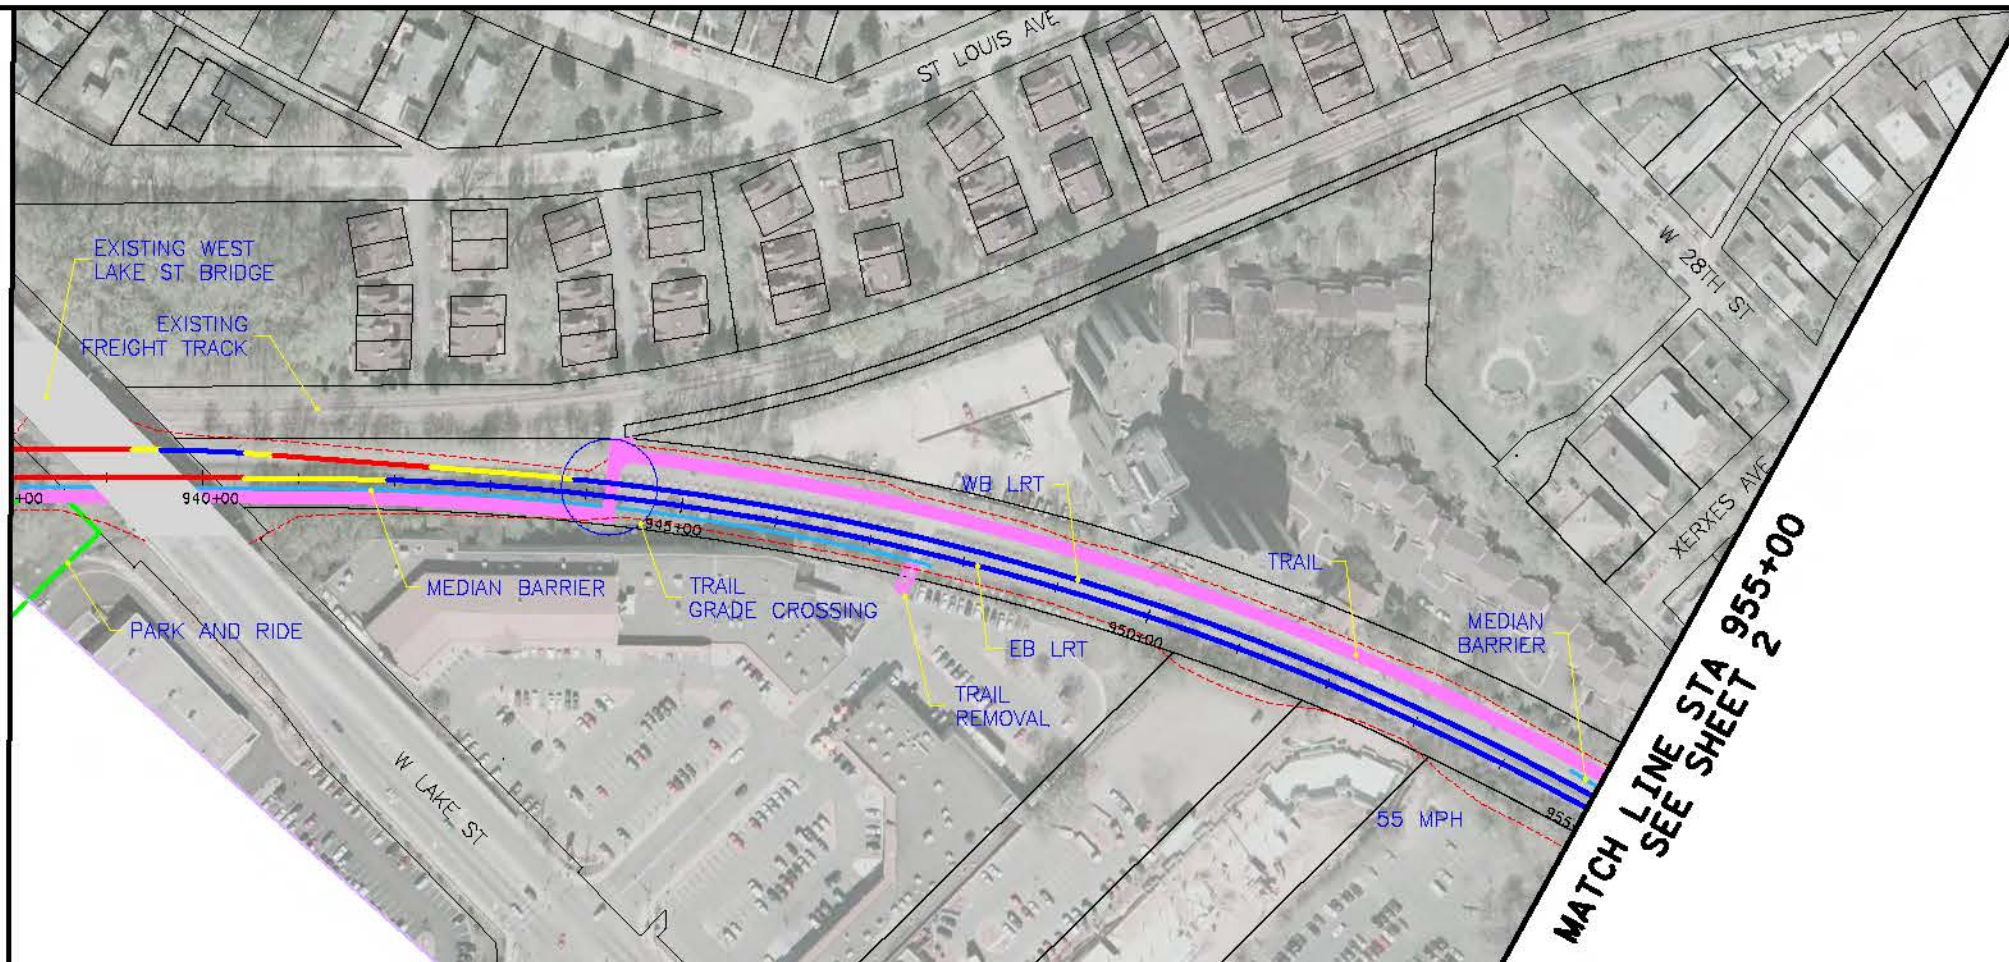 ST LOUIS AVE
EXISTING WEST
LAKE ST BRIDGE
EXISTING
FREIGHT TRACK
W 28TH ST
WB LRT
XERXES AVE
+00
940+00
945+00
MEDIAN BARRIER
TRAIL
GRADE CROSSING
TRAIL
PARK AND RIDE
EB LRT
950+00
MEDIAN
BARRIER
TRAIL
REMOVAL
W LAKE ST
55 MPH
955
MATCH LINE STA 955+00
SEE SHEET 2